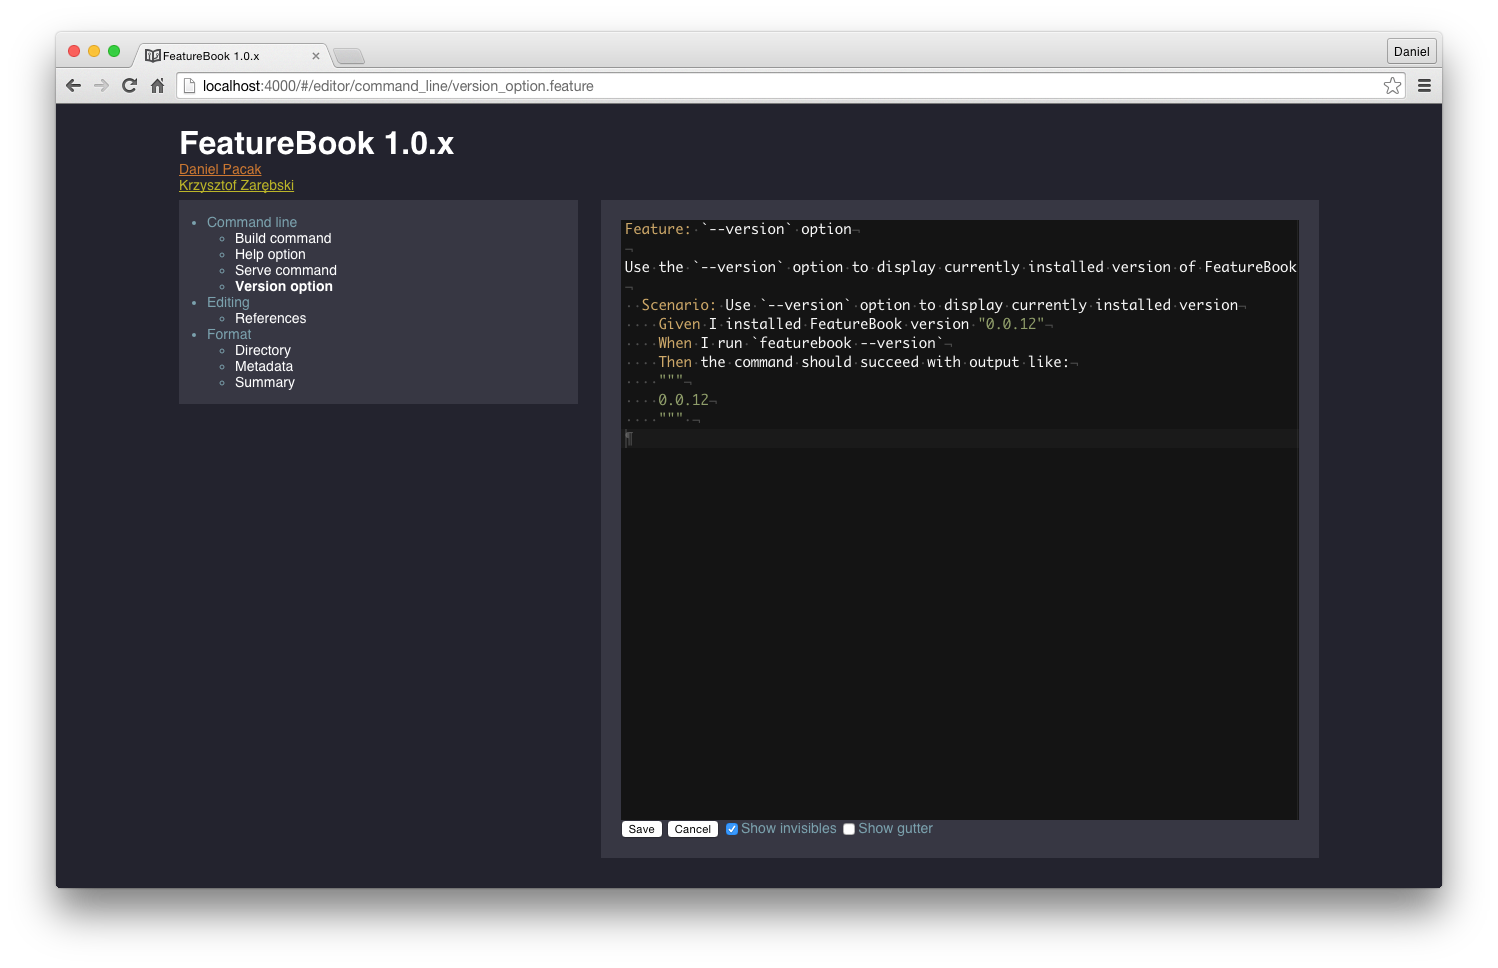 FeatureBook 1.0.x
Daniel
localhost:4000/#/editor/command_line/version_option.feature
FeatureBook 1.0.x
Daniel Pacak
Krzysztof Zarębski
Command line
Build command
Help option
Serve command
Version option
Editing
References
Format
Directory
Metadata
Summary
Feature: `--version` option
Use the `--version` option to display currently installed version of FeatureBook
Scenario: Use `--version` option to display currently installed version
Given I installed FeatureBook version "0.0.12"
When I run `featurebook --version`
Then the command should succeed with output like:
"""
0.0.12
"""
Save Cancel Show invisibles Show gutter